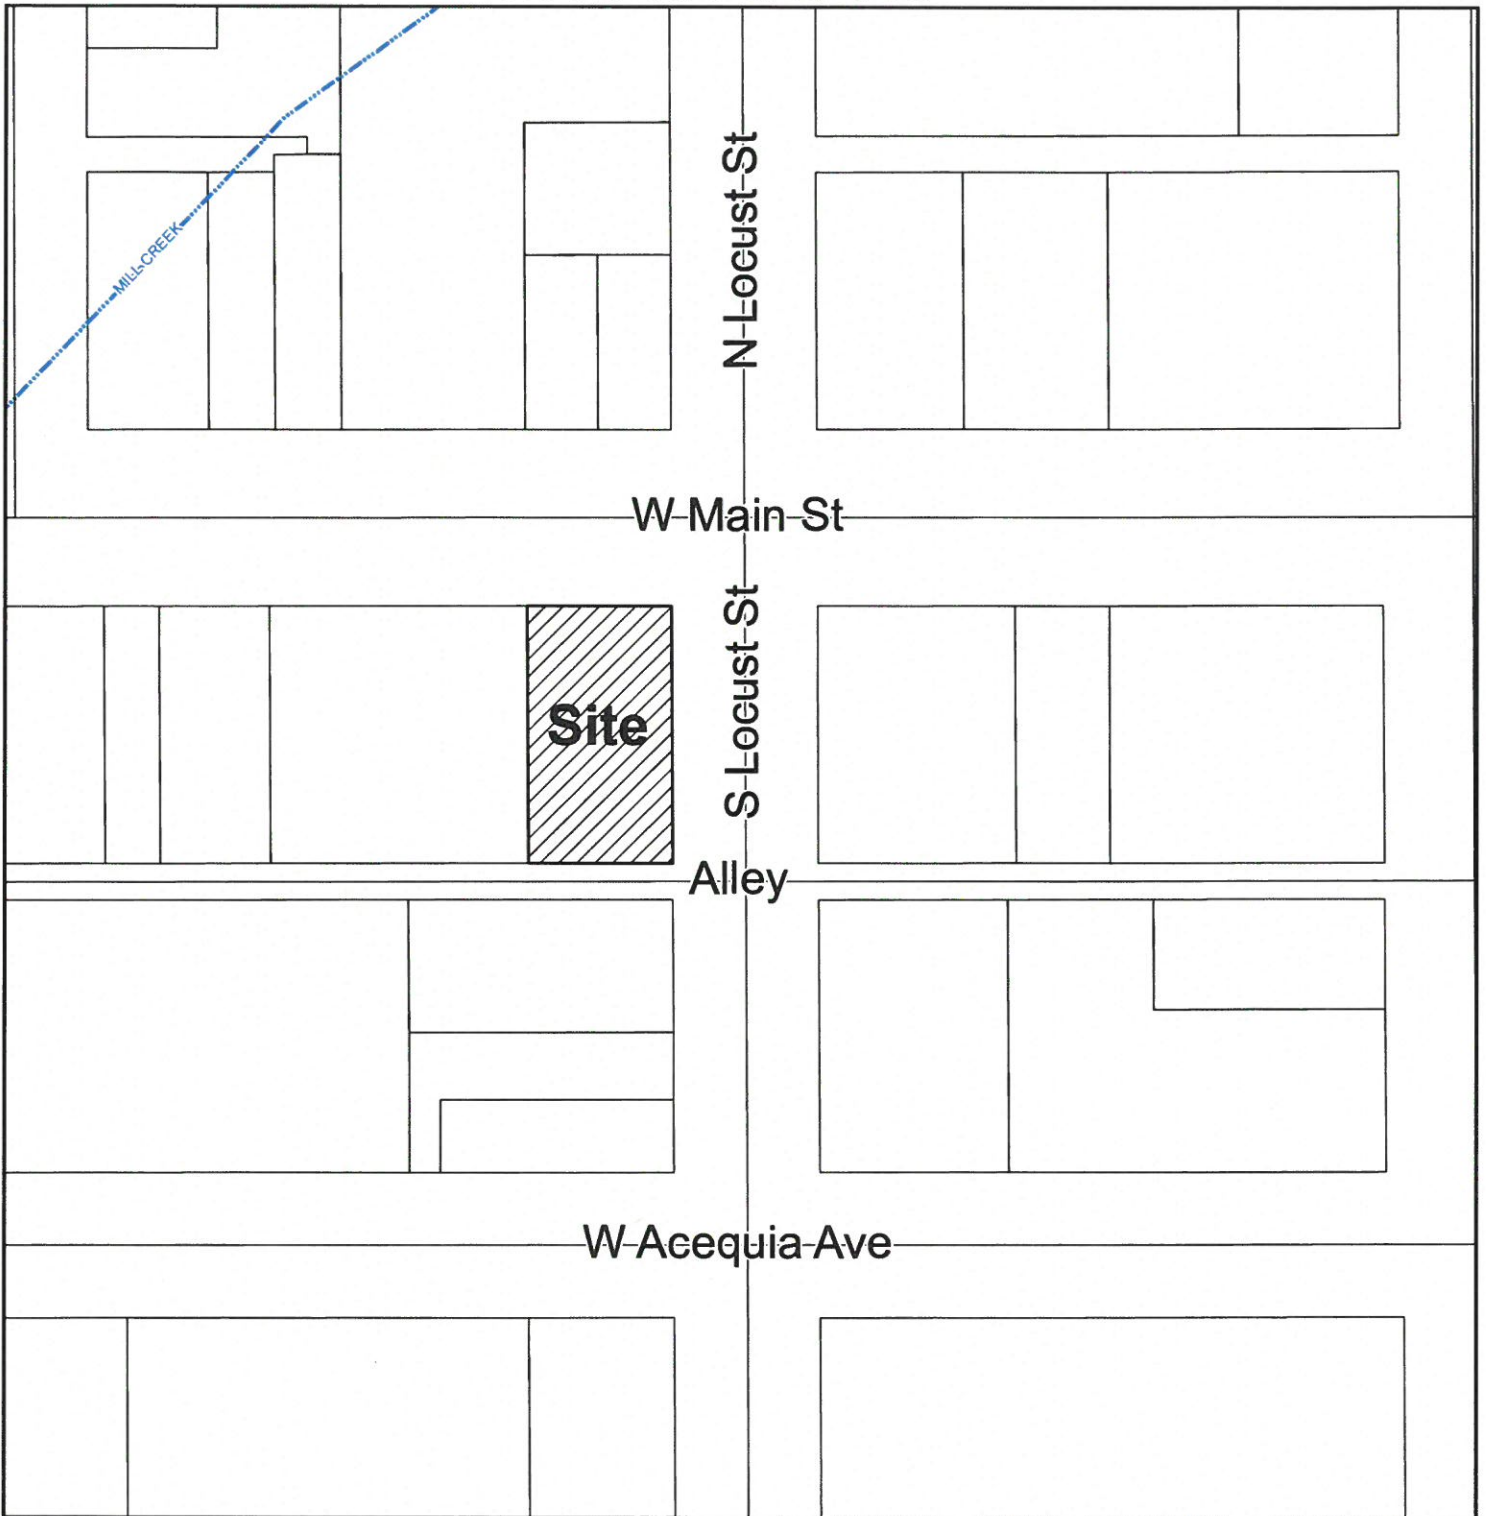 N Locust St
MILL CREEK
W Main St
S Locust St
Site
Alley
W Acequia Ave